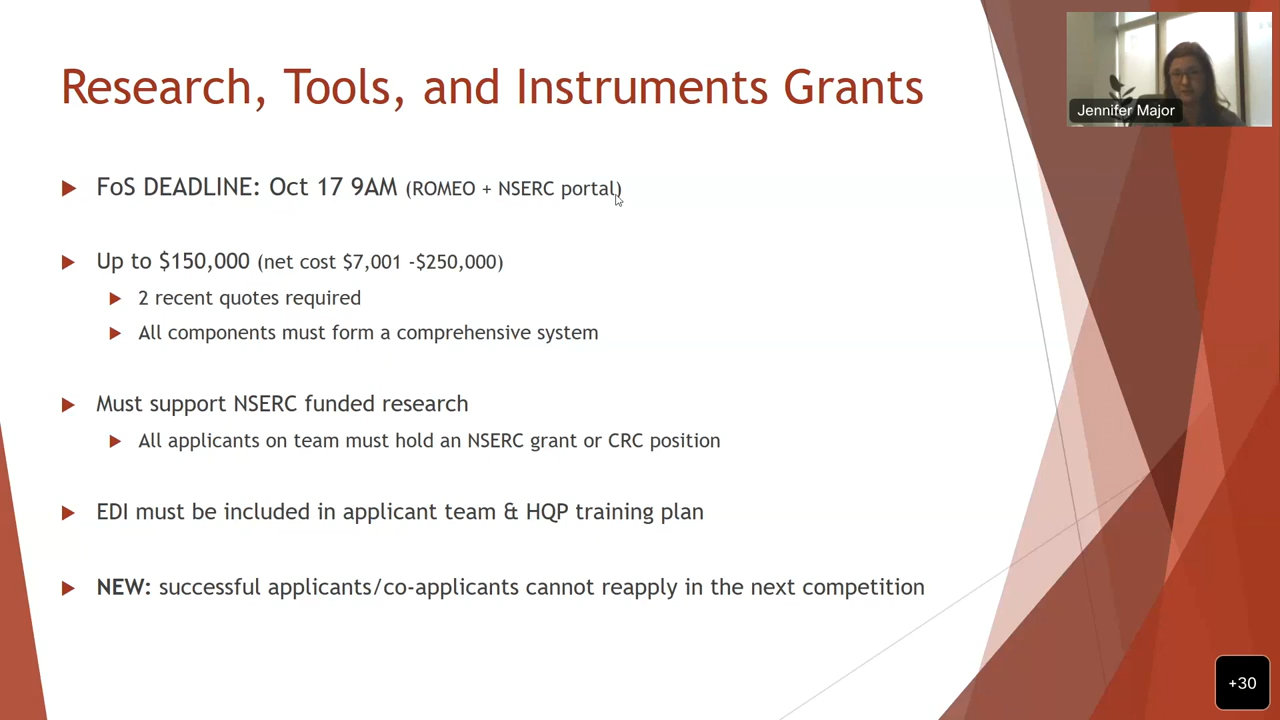 Research, Tools, and Instruments Grants
Jennifer Major
FoS DEADLINE: Oct 17 9AM (ROMEO + NSERC portal)
Up to $150,000 (net cost $7,001 -$250,000)
2 recent quotes required
All components must form a comprehensive system
Must support NSERC funded research
All applicants on team must hold an NSERC grant or CRC position
EDI must be included in applicant team & HQP training plan
NEW: successful applicants/co-applicants cannot reapply in the next competition
+30